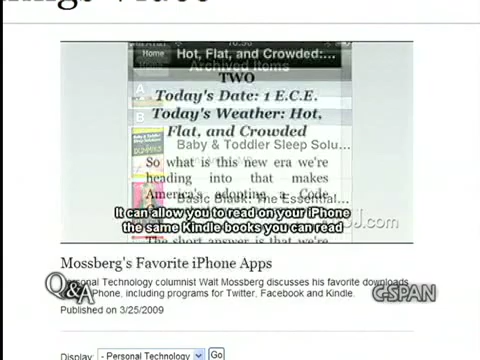 Home
Hot, Flat, and Crowded:...
Archived Items
TWO
A
Today's Date: 1 E.C.E.
Today's Weather: Hot,
B
Flat, and Crowded
Baby & Toddler Sleep Solu...
So what is this new era we're
heading into that makes
Basic Black: The Essential...
America's adopting a Code
It can allow you to read on your iPhone
the same Kindle books you can read
The short answer is that we're
J.com
Mossberg's Favorite iPhone Apps
Personal Technology columnist Walt Mossberg discusses his favorite downloads
Phone, including programs for Twitter, Facebook and Kindle.
Q&A
C-SPAN
Published on 3/25/2009
Display:
- Personal Technology
Go